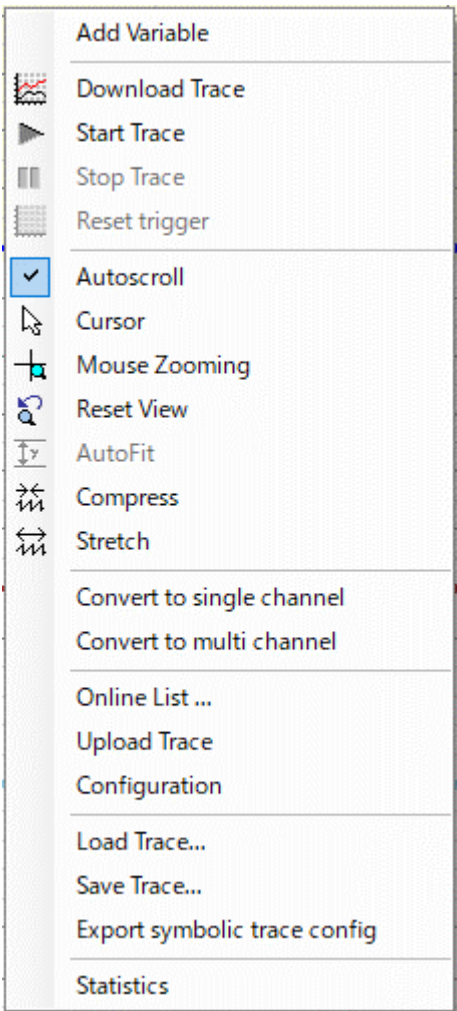 Add Variable
Download Trace
Start Trace
Stop Trace
Reset trigger
Autoscroll
Cursor
Mouse Zooming
Reset View
AutoFit
Compress
Stretch
Convert to single channel
Convert to multi channel
Online List ...
Upload Trace
Configuration
Load Trace...
Save Trace...
Export symbolic trace config
Statistics